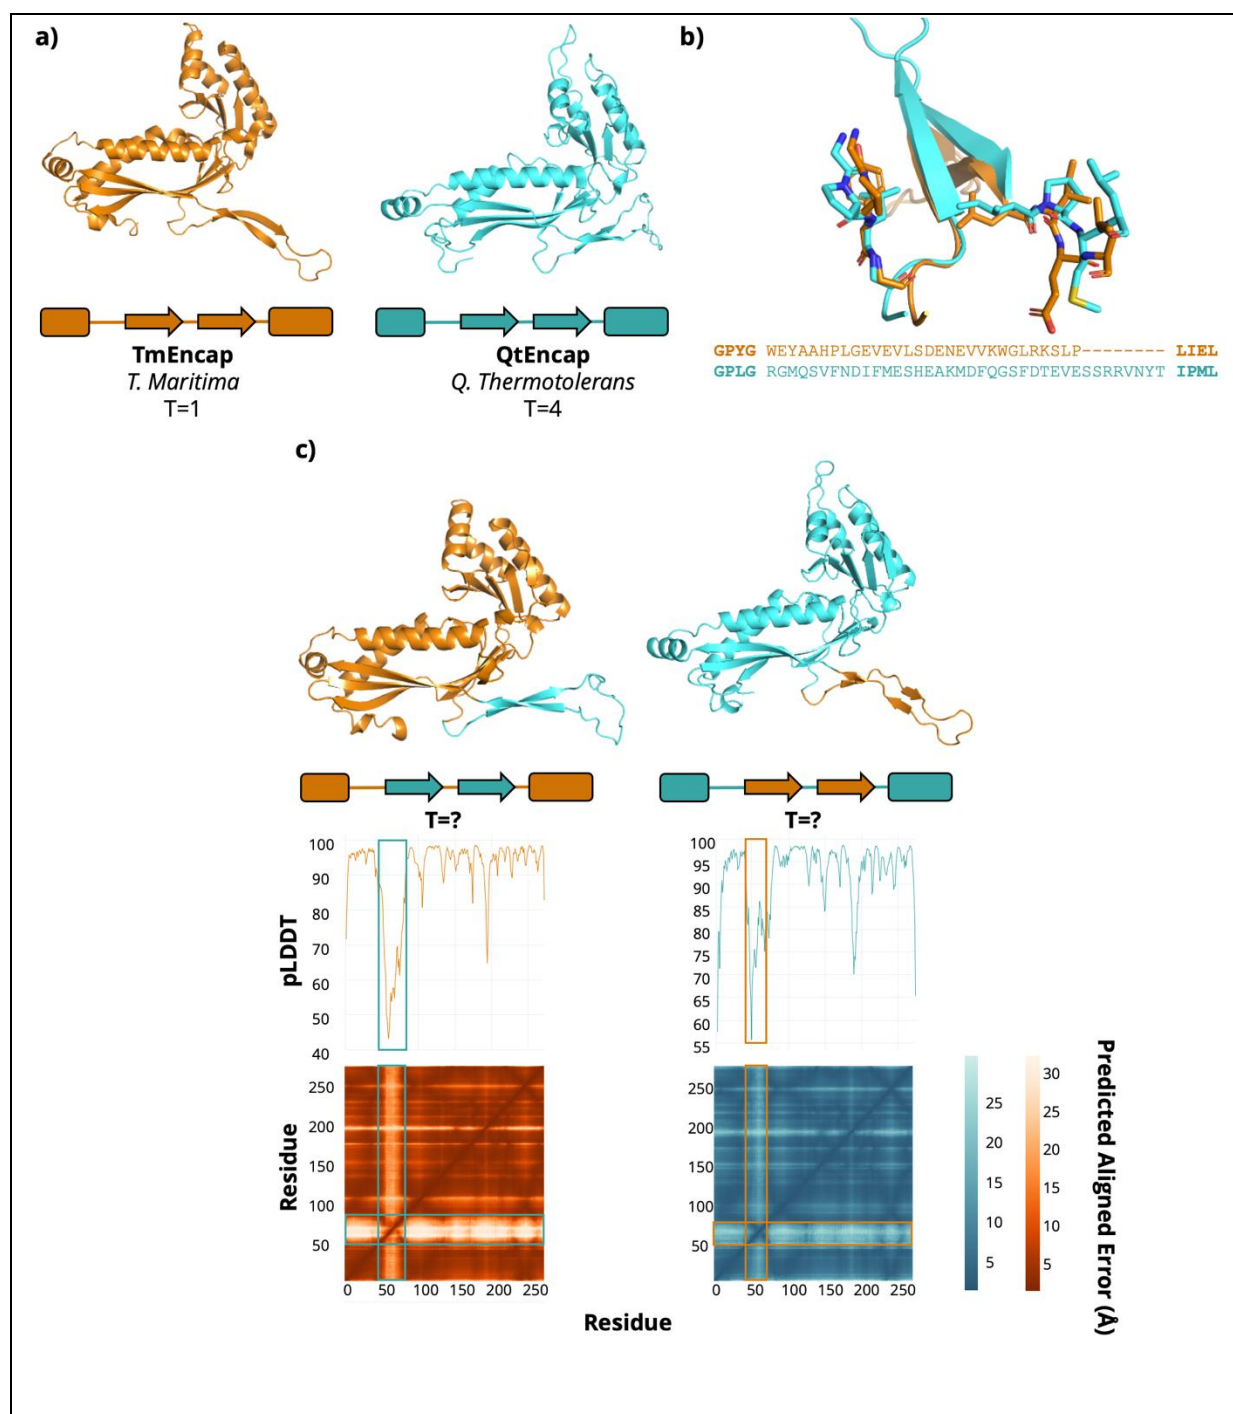 a)
b)
TmEncap
T. Maritima
T=1
QtEncap
Q. Thermotolerans
T=4
GPYG WEYAAHPLGEVEVLSDENEVVKWGLRKSLP-------- LIEL
GPLG RGMQSVFNDIFMESHEAKMDFQGSFDTEVESSRRVNYT IPML
c)
T=?
T=?
pLDDT
100
90
80
70
60
50
40
100
95
90
85
80
75
70
65
60
55
Residue
250
200
150
100
50
0 50 100 150 200 250
250
200
150
100
50
0 50 100 150 200 250
Residue
25
20
15
10
5
30
25
20
15
10
5
Predicted Aligned Error (Å)